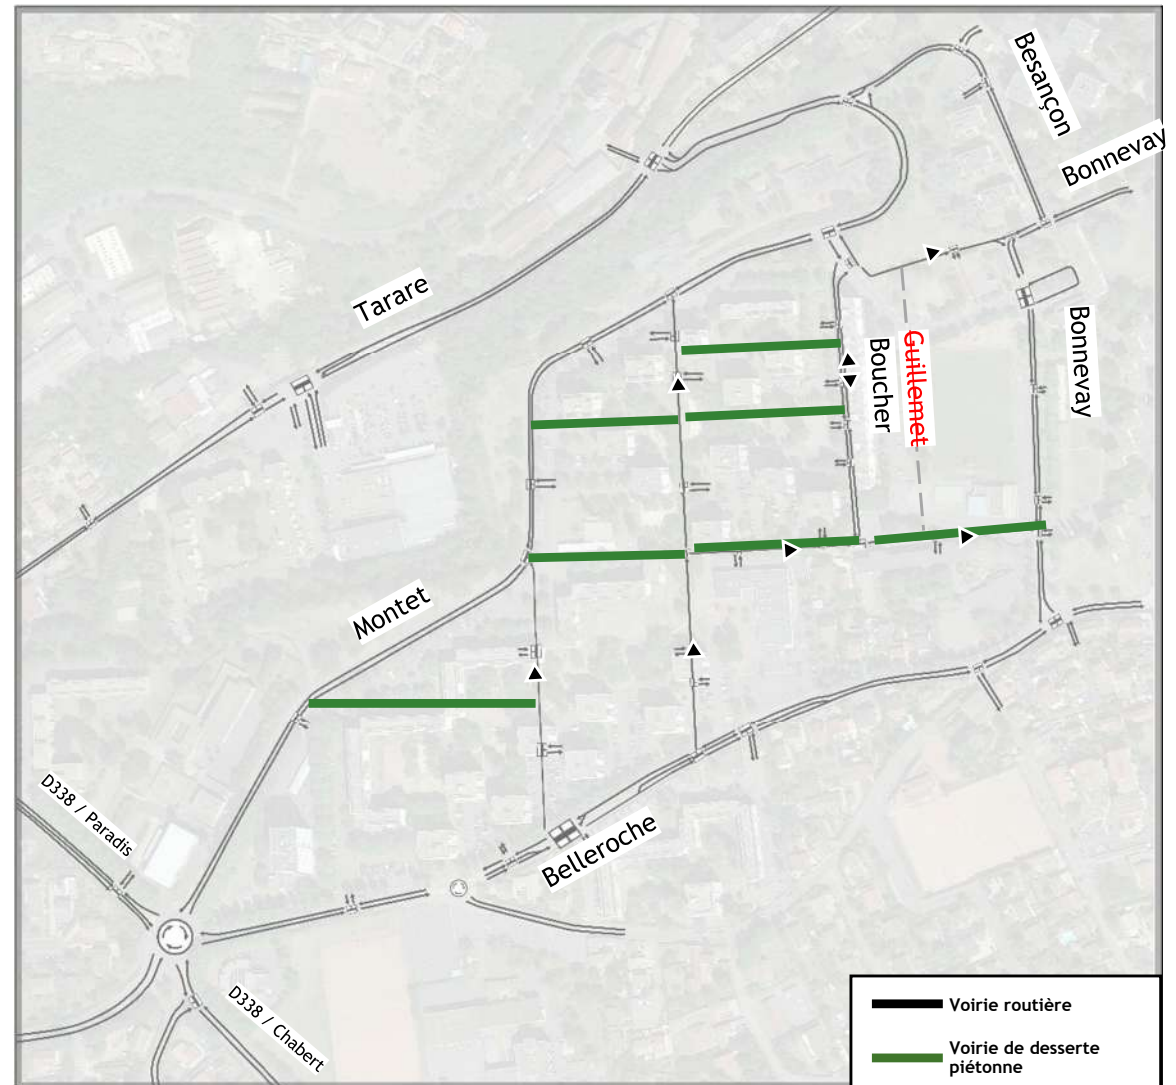 Besançon
Bonnevay
Tarare
Guillemet
Boucher
Bonnevay
Montet
D338 / Paradis
Belleroche
D338 / Chabert
Voirie routière
Voirie de desserte
piétonne